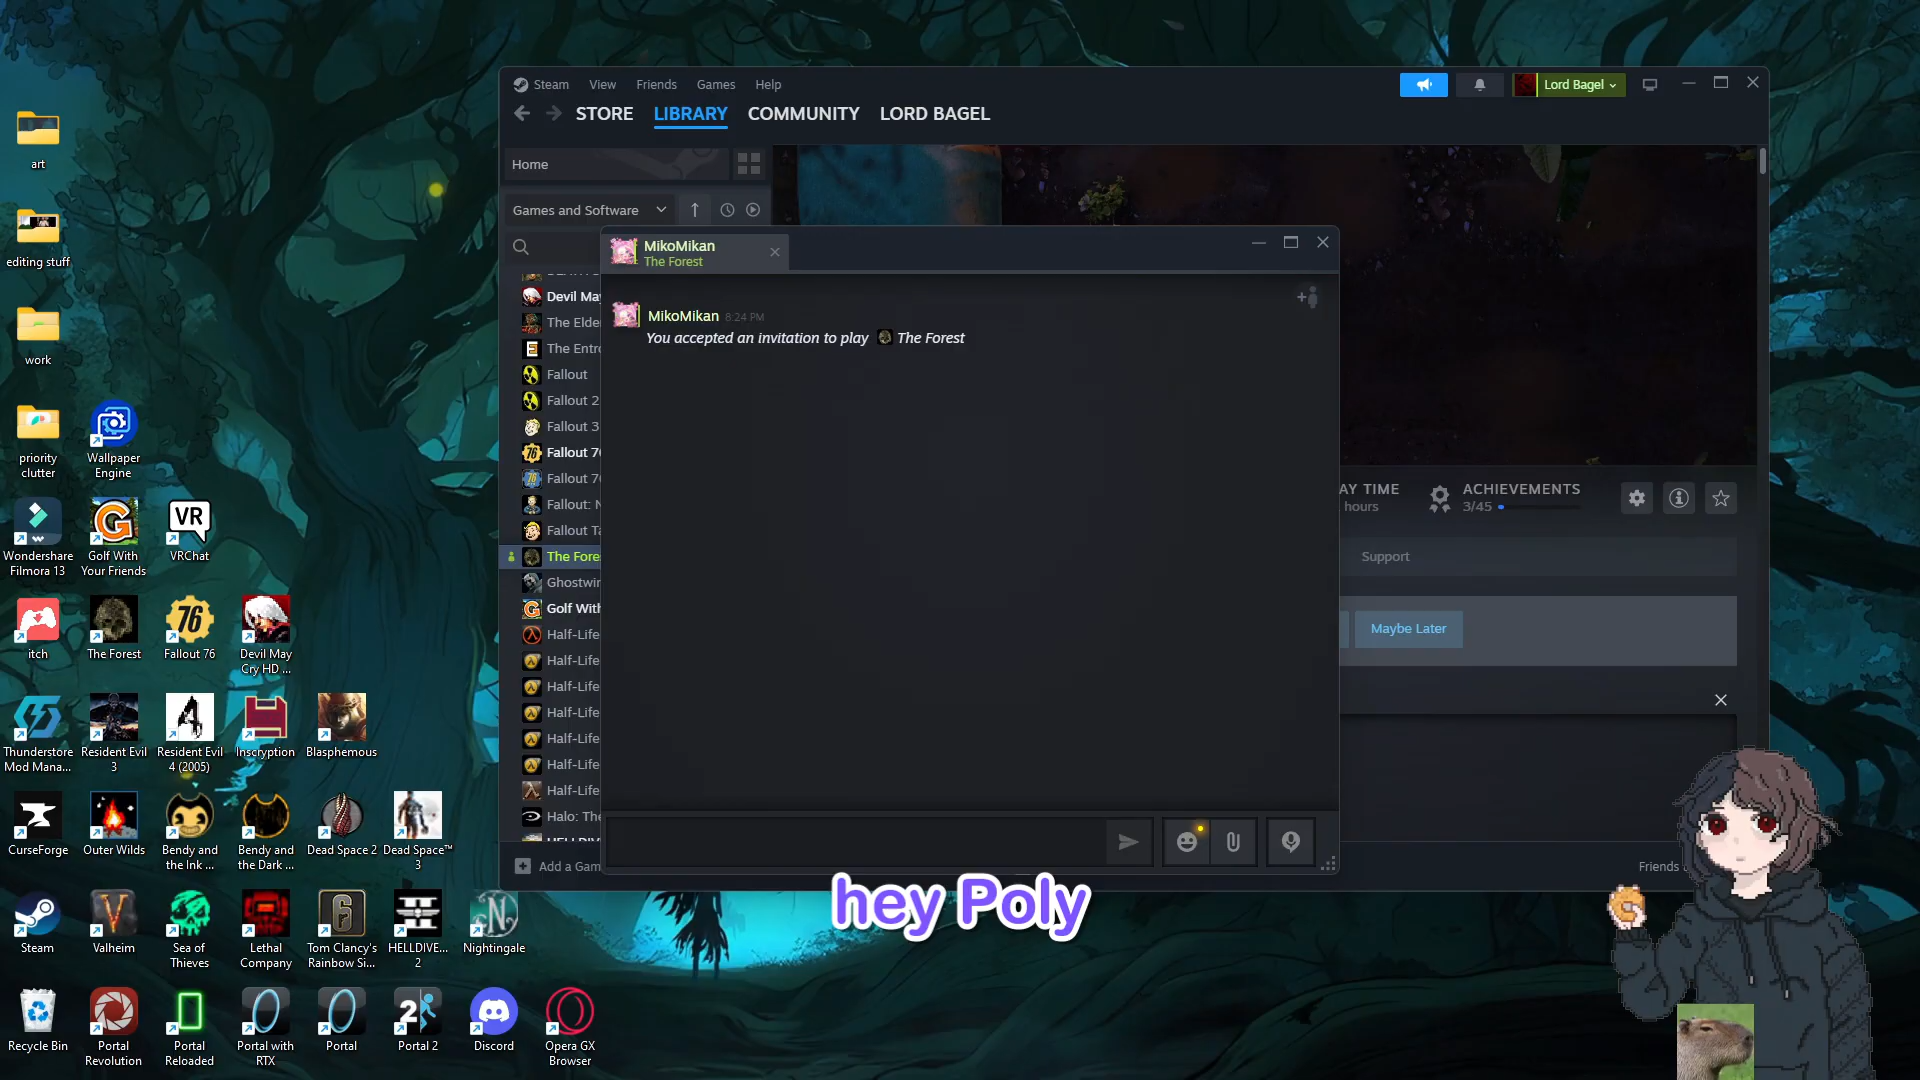 Steam View Friends Games Help
Lord Bagel
STORE LIBRARY COMMUNITY LORD BAGEL
Home
Games and Software
MikoMikan
The Forest
MikoMikan 8:24 PM
You accepted an invitation to play The Forest
Devil May
The Elde
The Entro
Fallout
Fallout 2
Fallout 3
Fallout 7
Fallout 7
Fallout: N
Fallout Ta
The Fore
Ghostwi
Golf With
Half-Life
Half-Life
Half-Life
Half-Life
Half-Life
Half-Life
Half-Life
Halo: The
HELLDIV
Add a Gam
AY TIME
hours
ACHIEVEMENTS
3/45
Support
Maybe Later
Friends
hey Poly
art
editing stuff
work
priority clutter
Wallpaper Engine
Wondershare Filmora 13
Golf With Your Friends
VRChat
VR
itch
The Forest
Fallout 76
76
Devil May Cry HD ...
Thunderstore Mod Mana...
Resident Evil 3
Resident Evil 4 (2005)
Inscryption
Blasphemous
CurseForge
Outer Wilds
Bendy and the Ink ...
Bendy and the Dark ...
Dead Space 2
Dead Space™ 3
Steam
Valheim
Sea of Thieves
Lethal Company
Tom Clancy's Rainbow Si...
HELLDIVE... 2
Nightingale
Recycle Bin
Portal Revolution
Portal Reloaded
Portal with RTX
Portal
Portal 2
Discord
Opera GX Browser